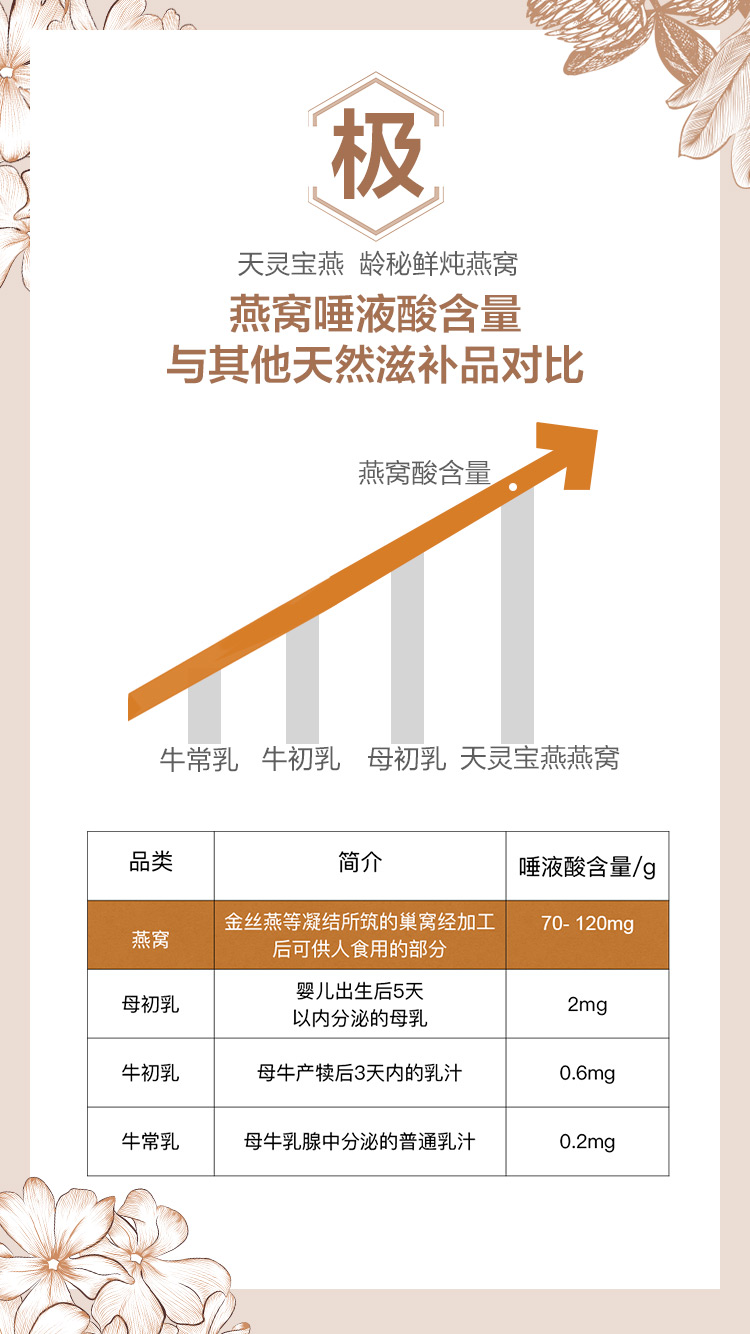 极
天灵宝燕 龄秘鲜炖燕窝
燕窝唾液酸含量
与其他天然滋补品对比
燕窝酸含量
牛常乳 牛初乳 母初乳 天灵宝燕燕窝
品类 简介 唾液酸含量/g
燕窝 金丝燕等凝结所筑的巢窝经加工 70- 120mg
后可供人食用的部分
母初乳 婴儿出生后5天 2mg
以内分泌的母乳
牛初乳 母牛产犊后3天内的乳汁 0.6mg
牛常乳 母牛乳腺中分泌的普通乳汁 0.2mg